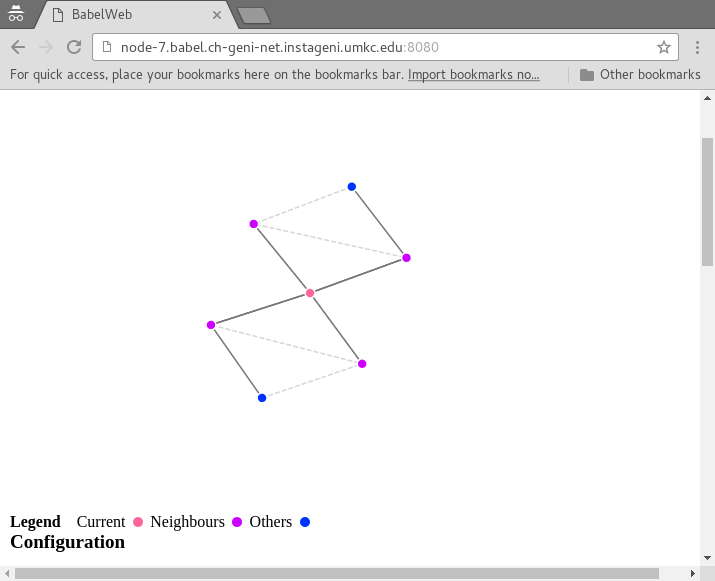 BabelWeb
node-7.babel.ch-geni-net.instageni.umkc.edu:8080
For quick access, place your bookmarks here on the bookmarks bar. Import bookmarks no... Other bookmarks
Legend Current Neighbours Others
Configuration